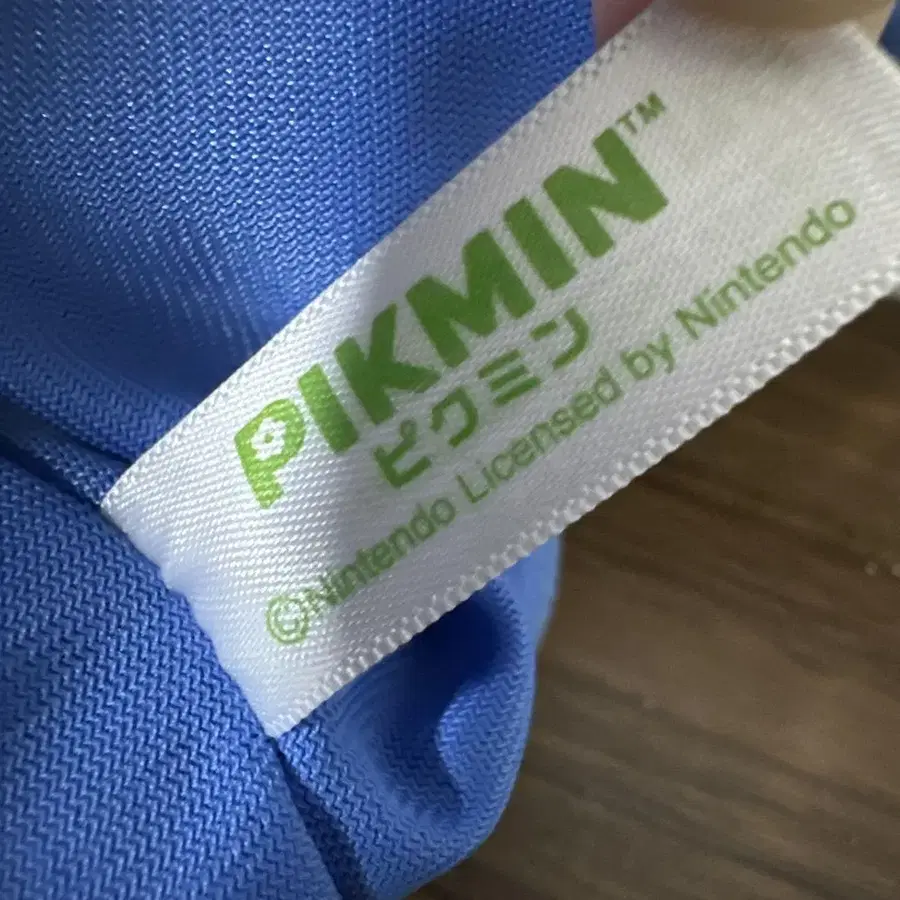 PIKMIN™
ピクミン
©Nintendo Licensed by Nintendo